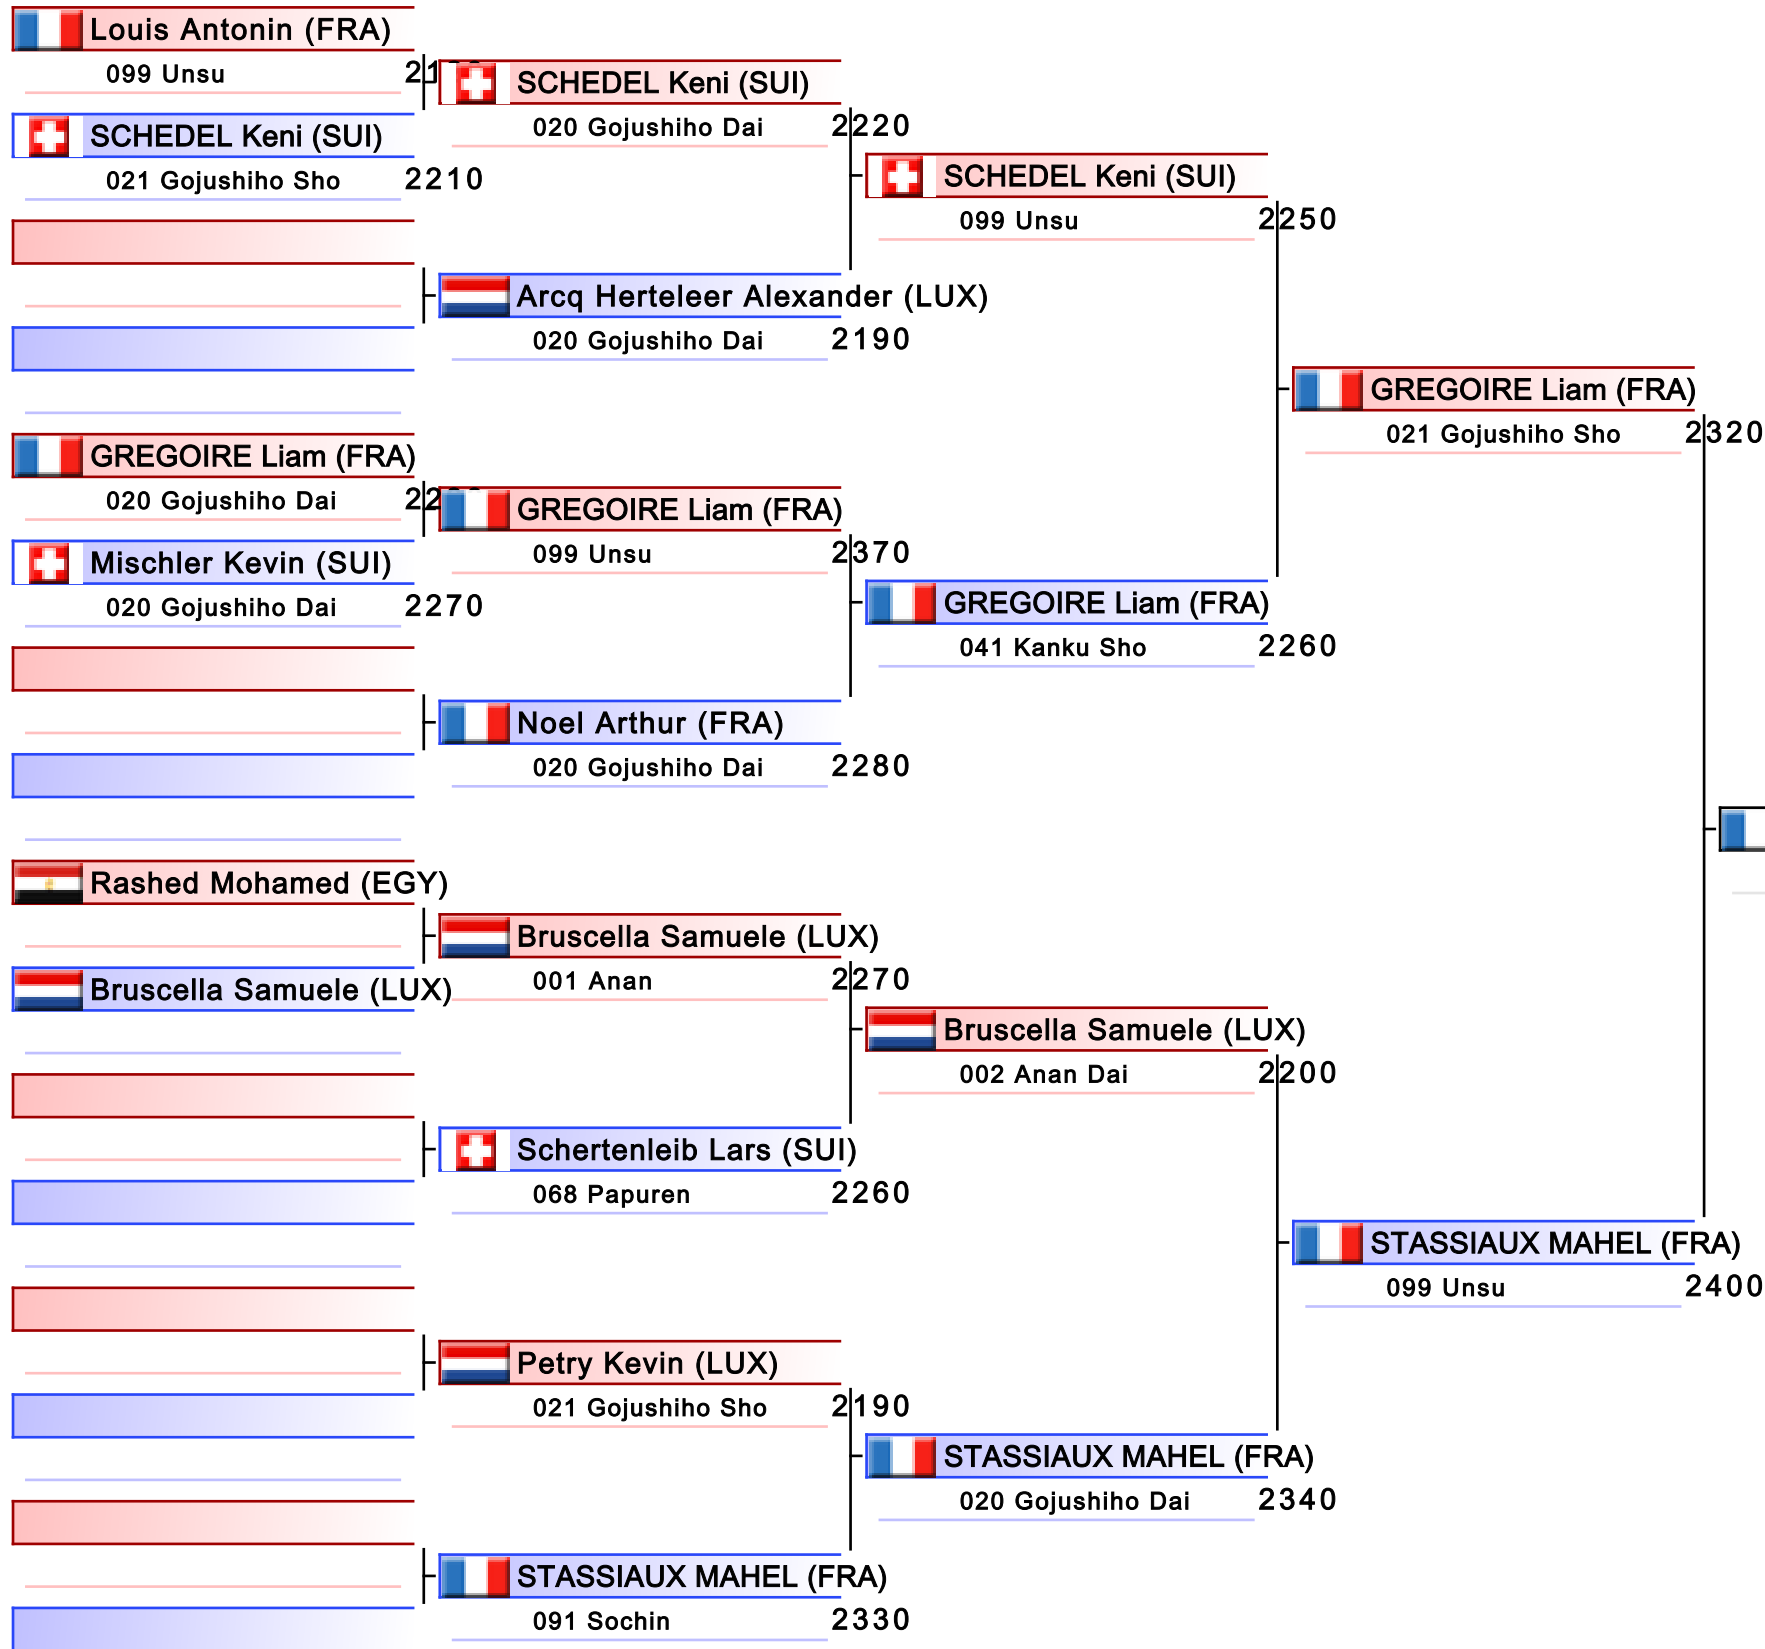 Louis Antonin (FRA)
099 Unsu
SCHEDEL Keni (SUI)
021 Gojushiho Sho 2210
GREGOIRE Liam (FRA)
020 Gojushiho Dai
Mischler Kevin (SUI)
020 Gojushiho Dai 2270
Rashed Mohamed (EGY)
Bruscella Samuele (LUX)
SCHEDEL Keni (SUI)
020 Gojushiho Dai 2220
Arcq Herteleer Alexander (LUX)
020 Gojushiho Dai 2190
GREGOIRE Liam (FRA)
099 Unsu 2370
Noel Arthur (FRA)
020 Gojushiho Dai 2280
Bruscella Samuele (LUX)
001 Anan 2270
Schertenleib Lars (SUI)
068 Papuren 2260
Petry Kevin (LUX)
021 Gojushiho Sho 2190
STASSIAUX MAHEL (FRA)
091 Sochin 2330
SCHEDEL Keni (SUI)
099 Unsu 2250
GREGOIRE Liam (FRA)
041 Kanku Sho 2260
Bruscella Samuele (LUX)
002 Anan Dai 2200
STASSIAUX MAHEL (FRA)
020 Gojushiho Dai 2340
GREGOIRE Liam (FRA)
021 Gojushiho Sho 2320
STASSIAUX MAHEL (FRA)
099 Unsu 2400